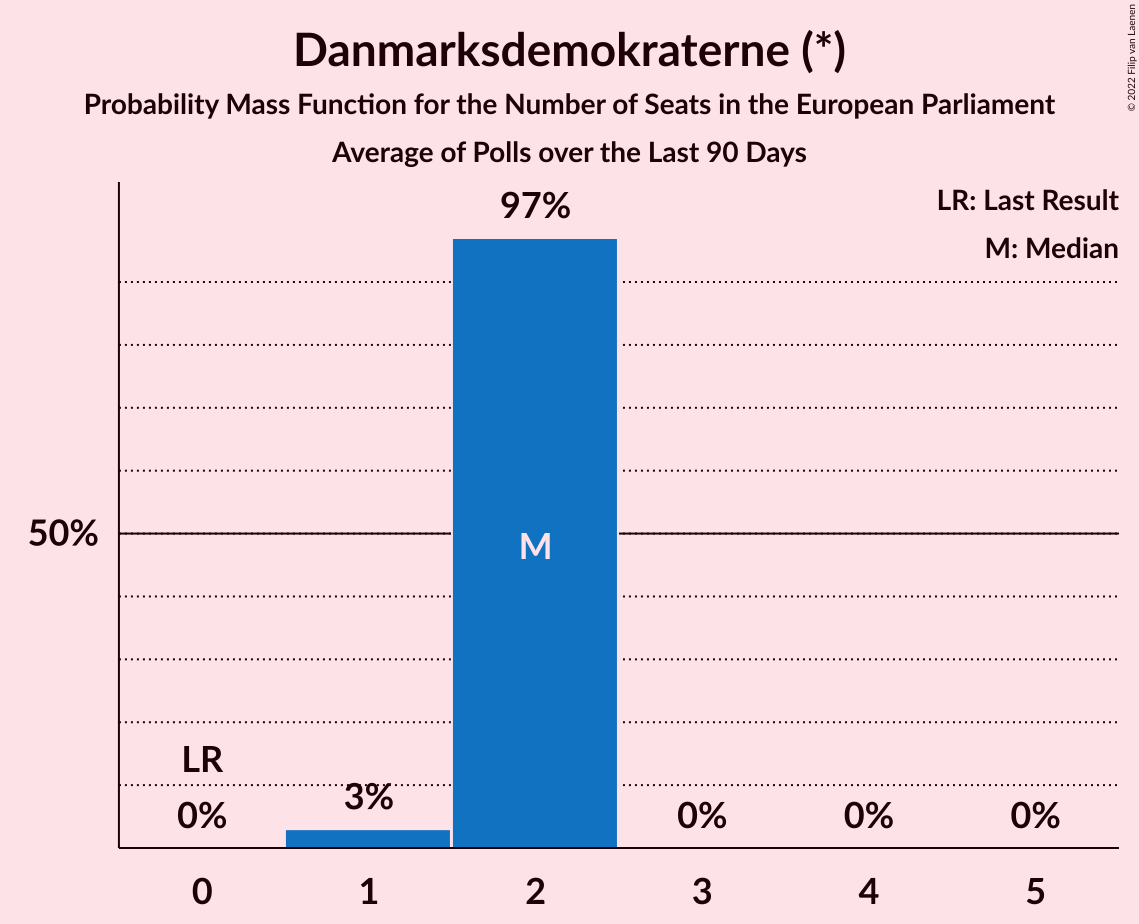 Danmarksdemokraterne (*)
Probability Mass Function for the Number of Seats in the European Parliament
Average of Polls over the Last 90 Days
© 2022 Filip van Laenen
LR: Last Result
M: Median
97%
50%
M
LR
0%
3%
0%
0%
0%
0
1
2
3
4
5